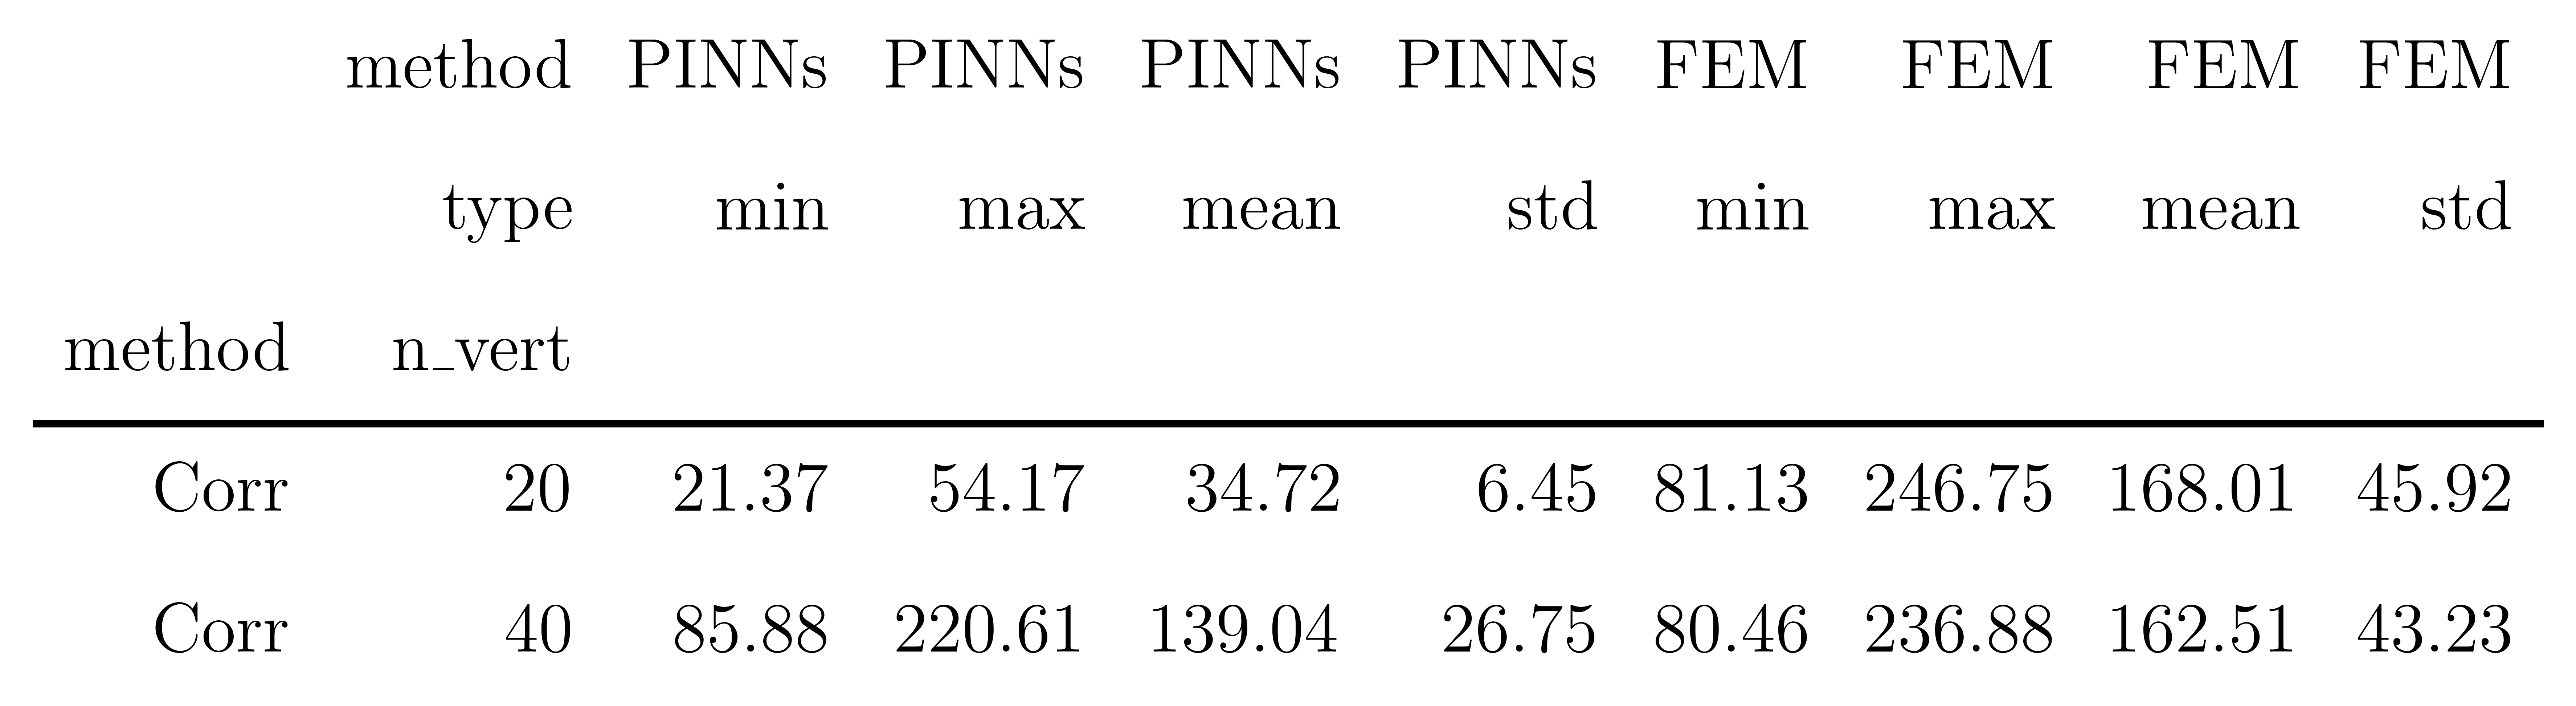 method PINNs PINNs PINNs PINNs FEM FEM FEM FEM
type min max mean std min max mean std
method n_vert
Corr 20 21.37 54.17 34.72 6.45 81.13 246.75 168.01 45.92
Corr 40 85.88 220.61 139.04 26.75 80.46 236.88 162.51 43.23